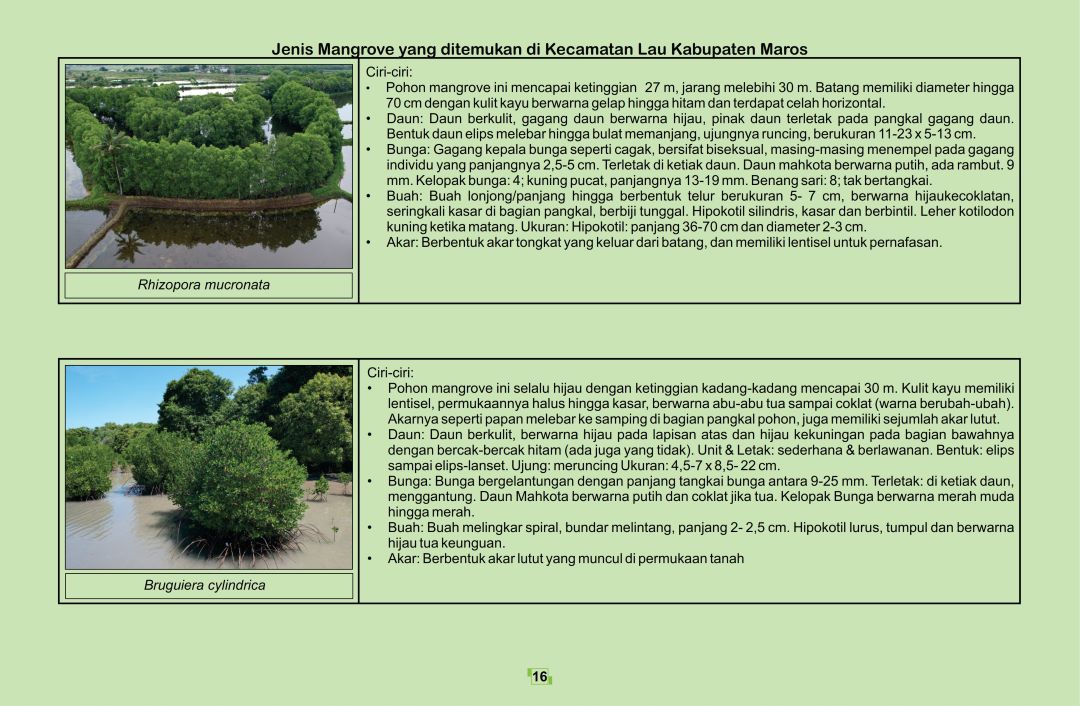 Jenis Mangrove yang ditemukan di Kecamatan Lau Kabupaten Maros
Rhizopora mucronata
Ciri-ciri:
• Pohon mangrove ini mencapai ketinggian 27 m, jarang melebihi 30 m. Batang memiliki diameter hingga
70 cm dengan kulit kayu berwarna gelap hingga hitam dan terdapat celah horizontal.
• Daun: Daun berkulit, gagang daun berwarna hijau, pinak daun terletak pada pangkal gagang daun.
Bentuk daun elips melebar hingga bulat memanjang, ujungnya runcing, berukuran 11-23 x 5-13 cm.
• Bunga: Gagang kepala bunga seperti cagak, bersifat biseksual, masing-masing menempel pada gagang
individu yang panjangnya 2,5-5 cm. Terletak di ketiak daun. Daun mahkota berwarna putih, ada rambut. 9
mm. Kelopak bunga: 4; kuning pucat, panjangnya 13-19 mm. Benang sari: 8; tak bertangkai.
• Buah: Buah lonjong/panjang hingga berbentuk telur berukuran 5- 7 cm, berwarna hijaukecoklatan,
seringkali kasar di bagian pangkal, berbiji tunggal. Hipokotil silindris, kasar dan berbintil. Leher kotilodon
kuning ketika matang. Ukuran: Hipokotil: panjang 36-70 cm dan diameter 2-3 cm.
• Akar: Berbentuk akar tongkat yang keluar dari batang, dan memiliki lentisel untuk pernafasan.
Bruguiera cylindrica
Ciri-ciri:
• Pohon mangrove ini selalu hijau dengan ketinggian kadang-kadang mencapai 30 m. Kulit kayu memiliki
lentisel, permukaannya halus hingga kasar, berwarna abu-abu tua sampai coklat (warna berubah-ubah).
Akarnya seperti papan melebar ke samping di bagian pangkal pohon, juga memiliki sejumlah akar lutut.
• Daun: Daun berkulit, berwarna hijau pada lapisan atas dan hijau kekuningan pada bagian bawahnya
dengan bercak-bercak hitam (ada juga yang tidak). Unit & Letak: sederhana & berlawanan. Bentuk: elips
sampai elips-lanset. Ujung: meruncing Ukuran: 4,5-7 x 8,5- 22 cm.
• Bunga: Bunga bergelantungan dengan panjang tangkai bunga antara 9-25 mm. Terletak: di ketiak daun,
menggantung. Daun Mahkota berwarna putih dan coklat jika tua. Kelopak Bunga berwarna merah muda
hingga merah.
• Buah: Buah melingkar spiral, bundar melintang, panjang 2- 2,5 cm. Hipokotil lurus, tumpul dan berwarna
hijau tua keunguan.
• Akar: Berbentuk akar lutut yang muncul di permukaan tanah
16